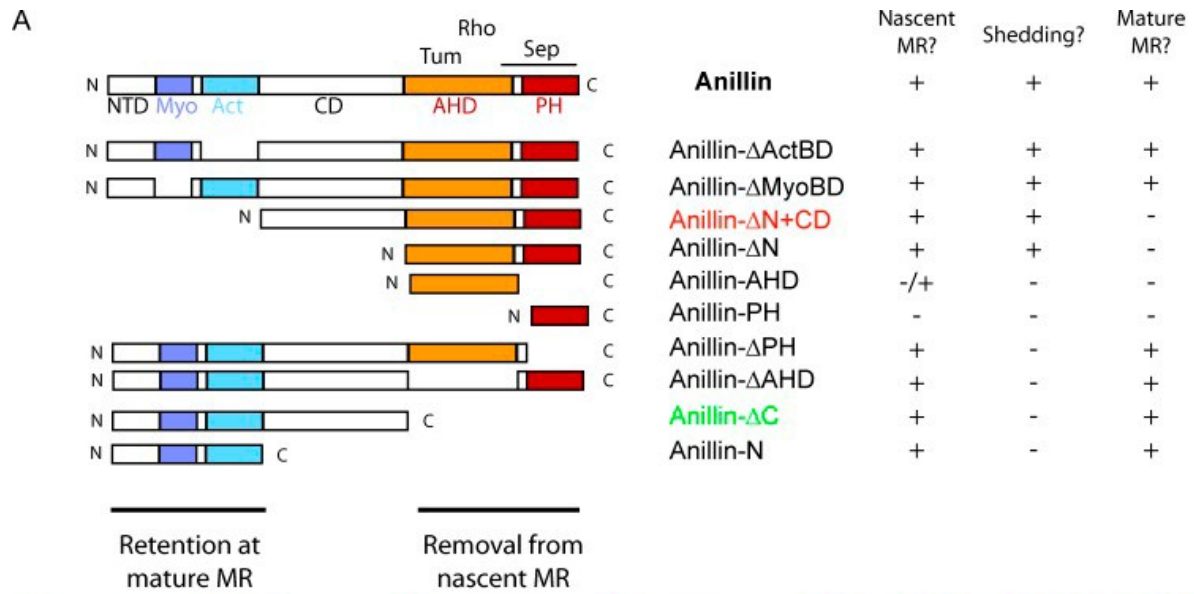 A
Rho
Tum
Sep
N
C
NTD Myo Act CD AHD PH
N C
N C
N C
N C
N C
N C
N C
N C
N C
N C
Retention at
mature MR
Removal from
nascent MR
Nascent
MR?
Shedding?
Mature
MR?
Anillin + + +
Anillin-ΔActBD + + +
Anillin-ΔMyoBD + + +
Anillin-ΔN+CD + + -
Anillin-ΔN + + -
Anillin-AHD -/+ - -
Anillin-PH - - -
Anillin-ΔPH + - +
Anillin-ΔAHD + - +
Anillin-ΔC + - +
Anillin-N + - +